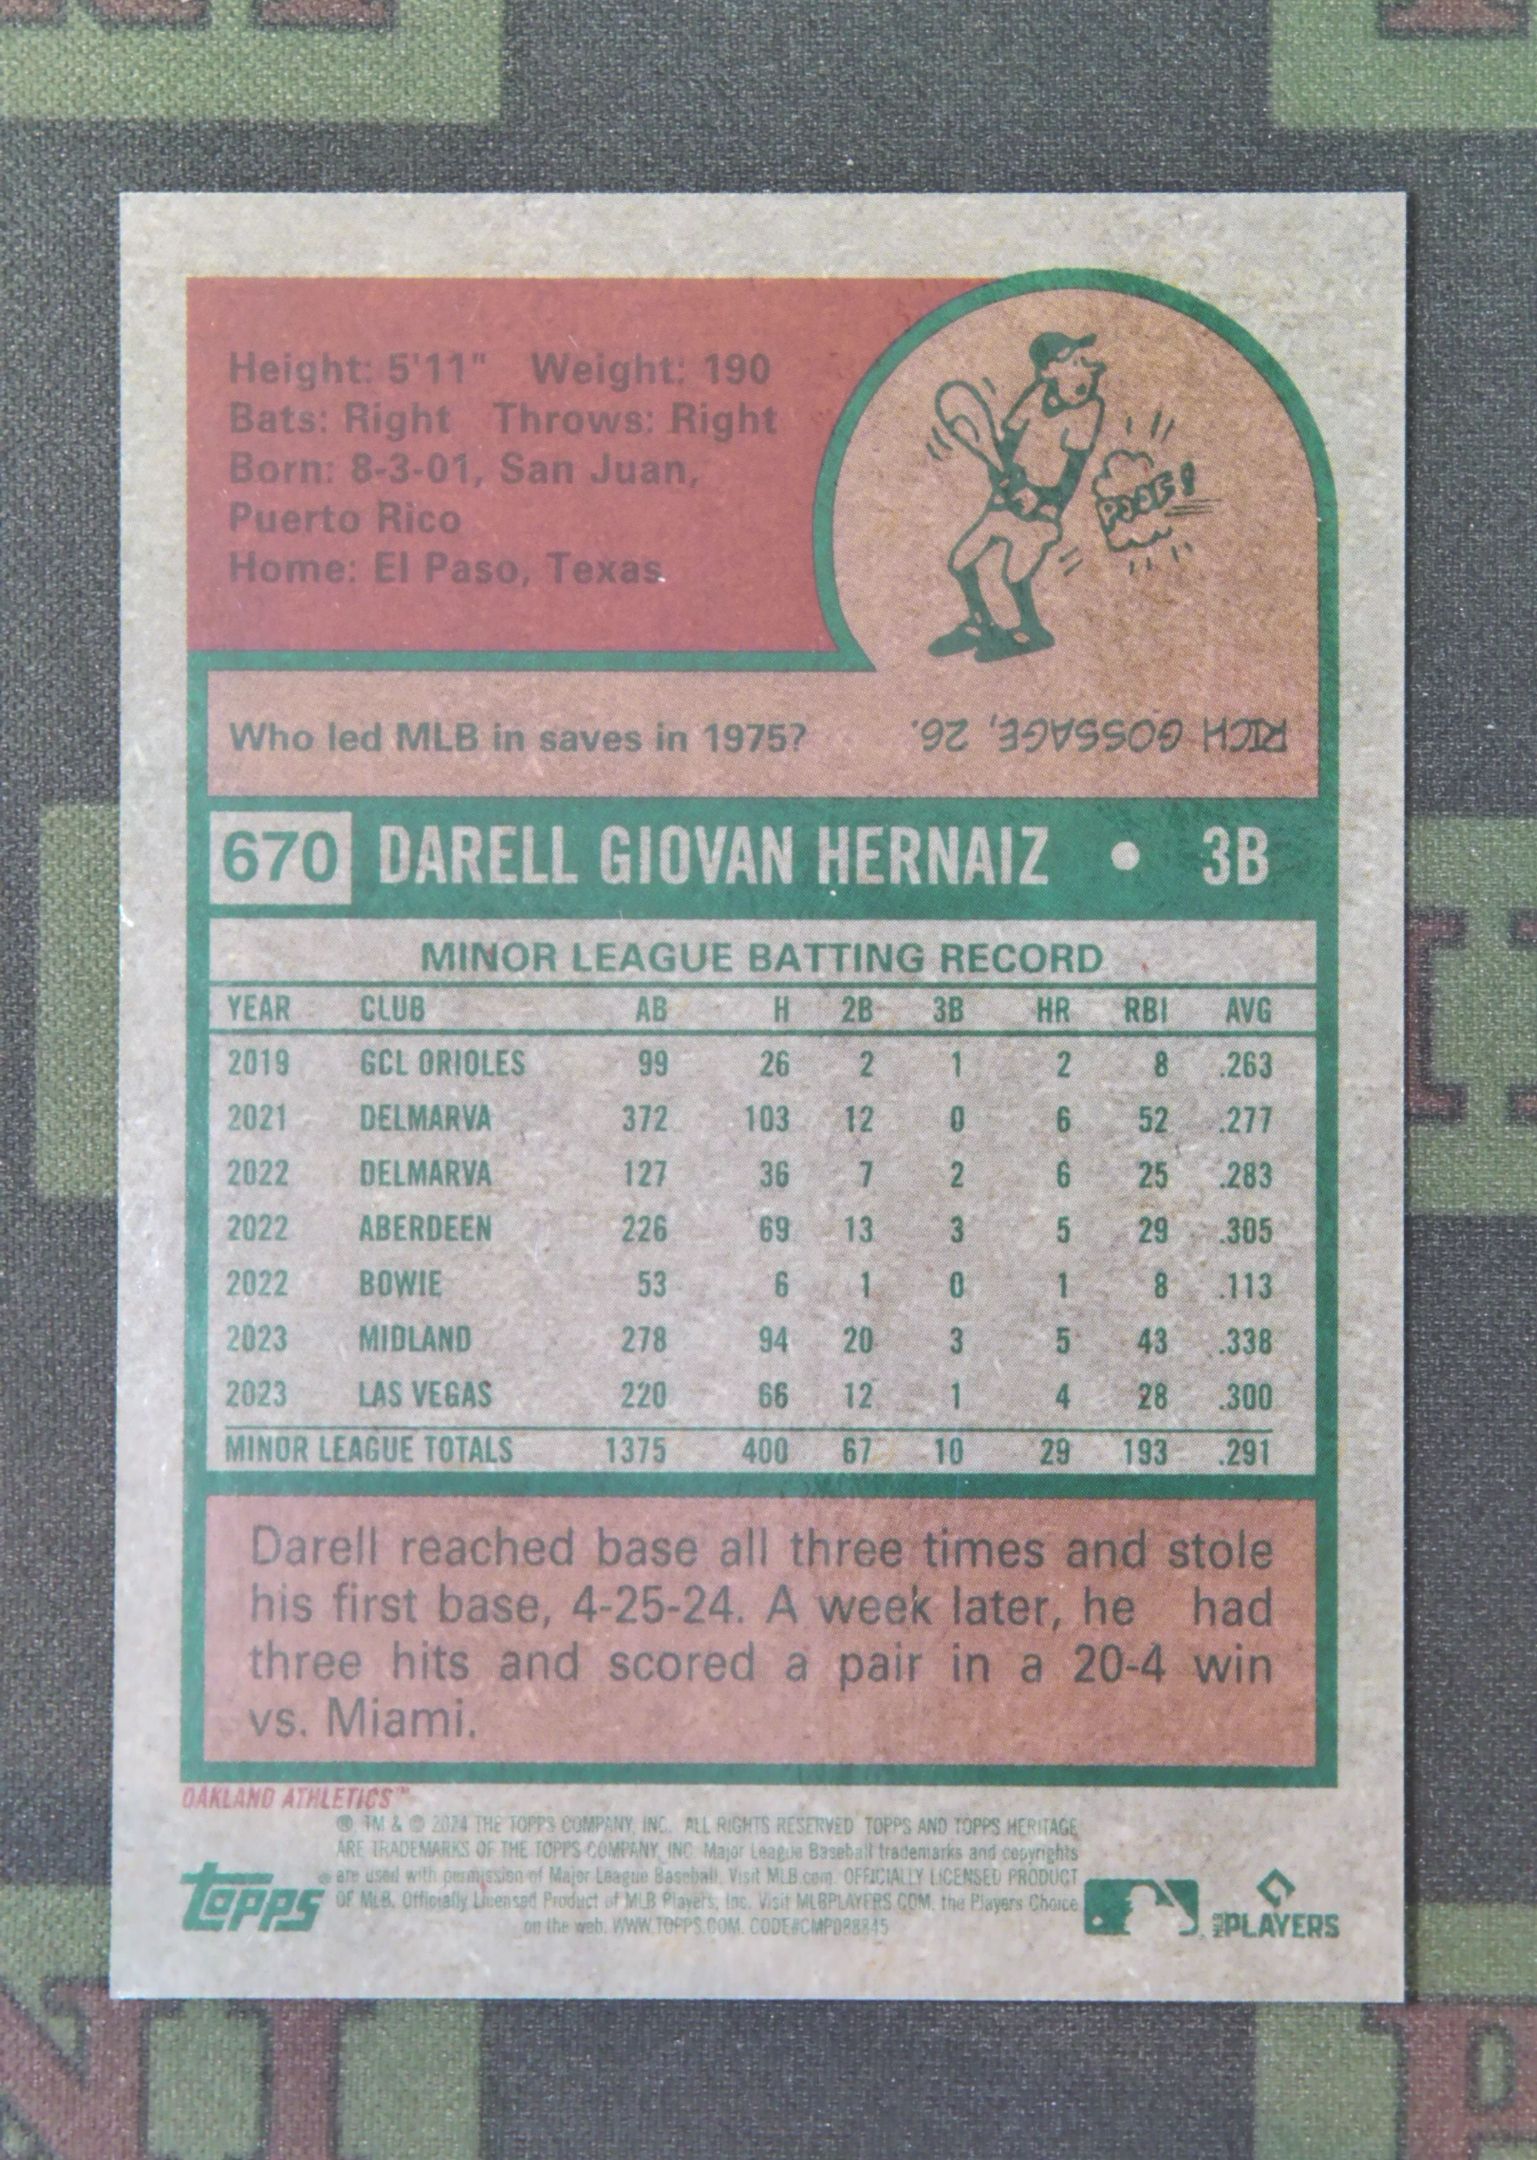 Height: 5'11" Weight: 190
Bats: Right Throws: Right
Born: 8-3-01, San Juan,
Puerto Rico
Home: El Paso, Texas
POOF!
Who led MLB in saves in 1975?
RICH GOSSAGE, 26.
670 DARELL GIOVAN HERNAIZ • 3B
MINOR LEAGUE BATTING RECORD
YEAR CLUB AB H 2B 3B HR RBI AVG
2019 GCL ORIOLES 99 26 2 1 2 8 .263
2021 DELMARVA 372 103 12 0 6 52 .277
2022 DELMARVA 127 36 7 2 6 25 .283
2022 ABERDEEN 226 69 13 3 5 29 .305
2022 BOWIE 53 6 1 0 1 8 .113
2023 MIDLAND 278 94 20 3 5 43 .338
2023 LAS VEGAS 220 66 12 1 4 28 .300
MINOR LEAGUE TOTALS 1375 400 67 10 29 193 .291
Darell reached base all three times and stole
his first base, 4-25-24. A week later, he had
three hits and scored a pair in a 20-4 win
vs. Miami.
OAKLAND ATHLETICS™
® TM & © 2024 THE TOPPS COMPANY, INC. ALL RIGHTS RESERVED TOPPS AND TOPPS HERITAGE
ARE TRADEMARKS OF THE TOPPS COMPANY, INC. Major League Baseball trademarks and copyrights
are used with permission of Major League Baseball. Visit MLB.com. OFFICIALLY LICENSED PRODUCT
OF MLB. Officially Licensed Product of MLB Players, Inc. Visit MLBPLAYERS.COM, the Players Choice
on the web. WWW.TOPPS.COM. CODE#CMP088845
topps ®
MLB PLAYERS